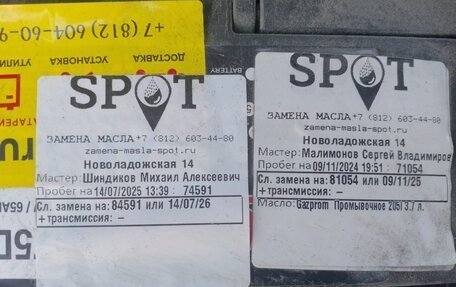 +7 (812) 604-60-9
ДОСТАВКА
УСТАНОВКА
УТИЛИ
BATTERY
SPOT
ЗАМЕНА МАСЛА +7 (812) 603-44-80
zamena-masla-spot.ru
Новоладожская 14
Мастер: Шиндиков Михаил Алексеевич
Пробег на 14/07/2025 13:39 : 74591
Сл. замена на: 84591 или 14/07/26
+трансмиссия: –
SPOT
ЗАМЕНА МАСЛА +7 (812) 603-44-80
zamena-masla-spot.ru
Новоладожская 14
Мастер: Малимонов Сергей Владимиров
Пробег на 09/11/2024 19:51 : 71054
Сл. замена на: 81054 или 09/11/25
+трансмиссия: –
Масло: Gazprom Промывочное 205l 3.7 л.